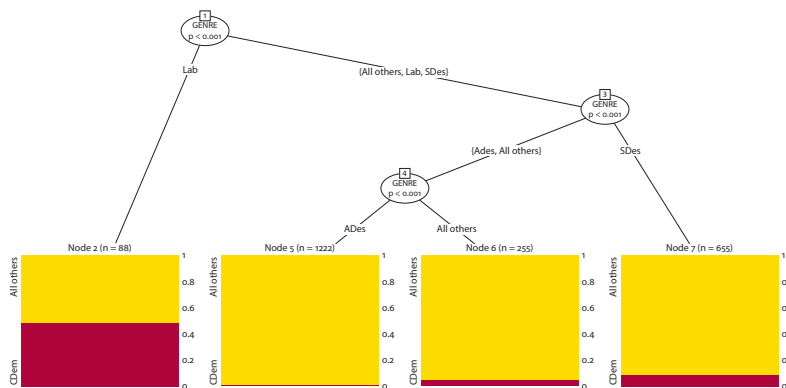 1
GENRE
p < 0.001
Lab
{All others, Lab, SDes}
3
GENRE
p < 0.001
{Ades, All others}
SDes
4
GENRE
p < 0.001
ADes
All others
Node 2 (n = 88)
Node 5 (n = 1222)
Node 6 (n = 255)
Node 7 (n = 655)
All others
CDem
1
0.8
0.6
0.4
0.2
0
All others
CDem
1
0.8
0.6
0.4
0.2
0
All others
CDem
1
0.8
0.6
0.4
0.2
0
All others
CDem
1
0.8
0.6
0.4
0.2
0